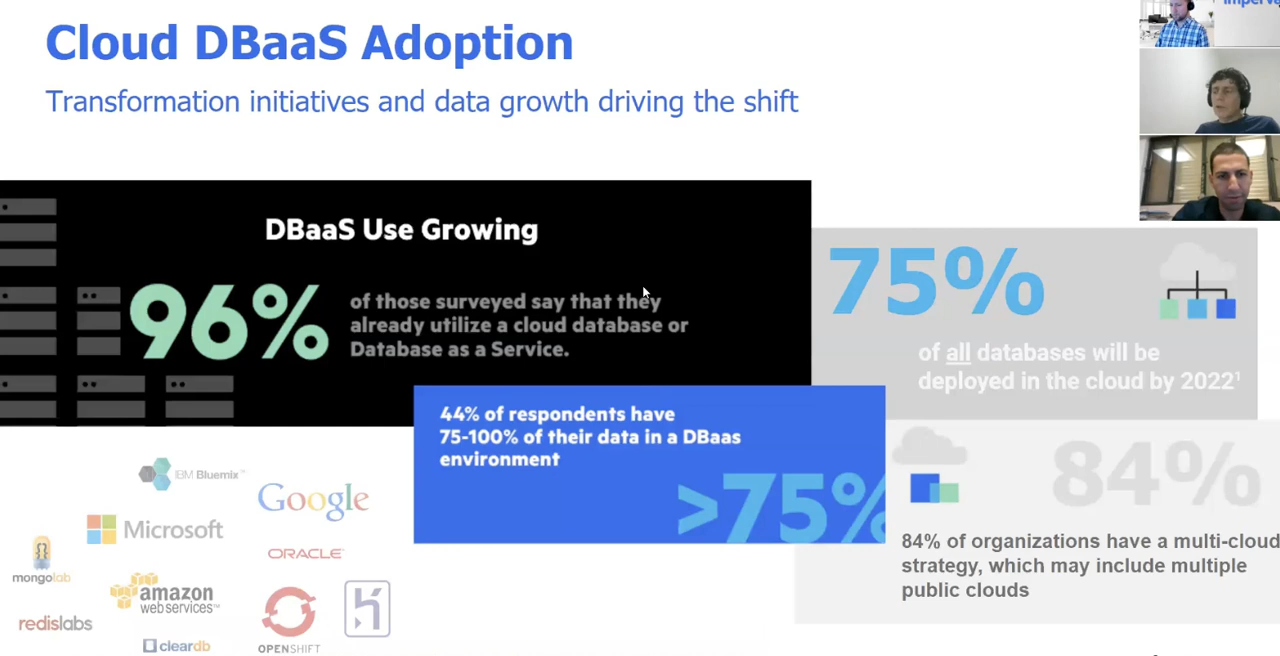 Cloud DBaaS Adoption
Transformation initiatives and data growth driving the shift
DBaaS Use Growing
96%
of those surveyed say that they
already utilize a cloud database or
Database as a Service.
75%
of all databases will be
deployed in the cloud by 2022¹
44% of respondents have
75-100% of their data in a DBaas
environment
>75%
84%
84% of organizations have a multi-cloud
strategy, which may include multiple
public clouds
IBM Bluemix™
Google
Microsoft
ORACLE
mongolab
amazon
web services™
redislabs
cleardb
OPENSHIFT